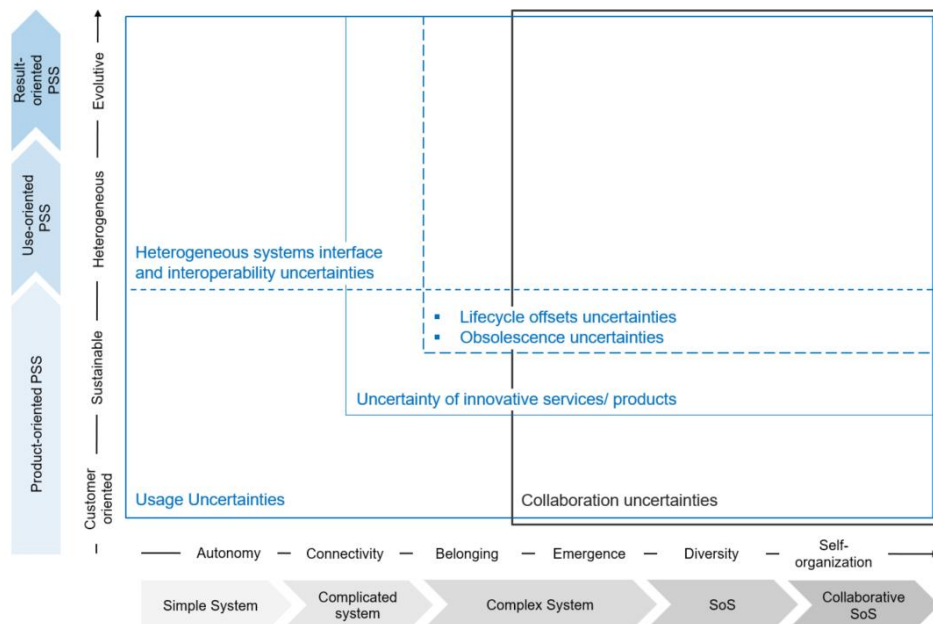 Result-
oriented
PSS
Use-oriented
PSS
Product-oriented PSS
Evolutive
Heterogeneous
Sustainable
Customer
oriented
Heterogeneous systems interface
and interoperability uncertainties
▪ Lifecycle offsets uncertainties
▪ Obsolescence uncertainties
Uncertainty of innovative services/ products
Usage Uncertainties
Collaboration uncertainties
Autonomy
Connectivity
Belonging
Emergence
Diversity
Self-
organization
Simple System
Complicated
system
Complex System
SoS
Collaborative
SoS